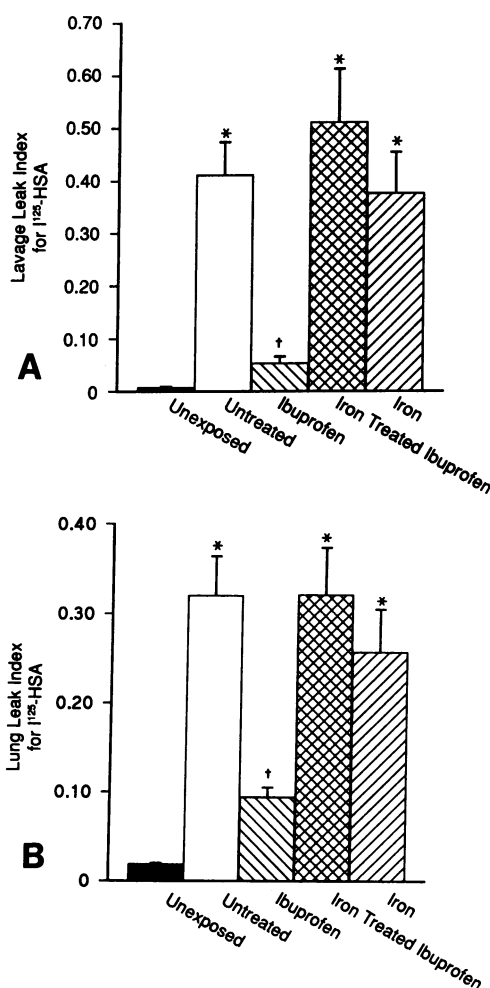 0.70
0.60
0.50
0.40
0.30
0.20
0.10
0
Lavage Leak Index
for I¹²⁵-HSA
A
*
†
*
*
Unexposed
Untreated
Ibuprofen
Iron Treated Ibuprofen
Iron
0.40
0.30
0.20
0.10
0
Lung Leak Index
for I¹²⁵-HSA
B
*
†
*
*
Unexposed
Untreated
Ibuprofen
Iron Treated Ibuprofen
Iron